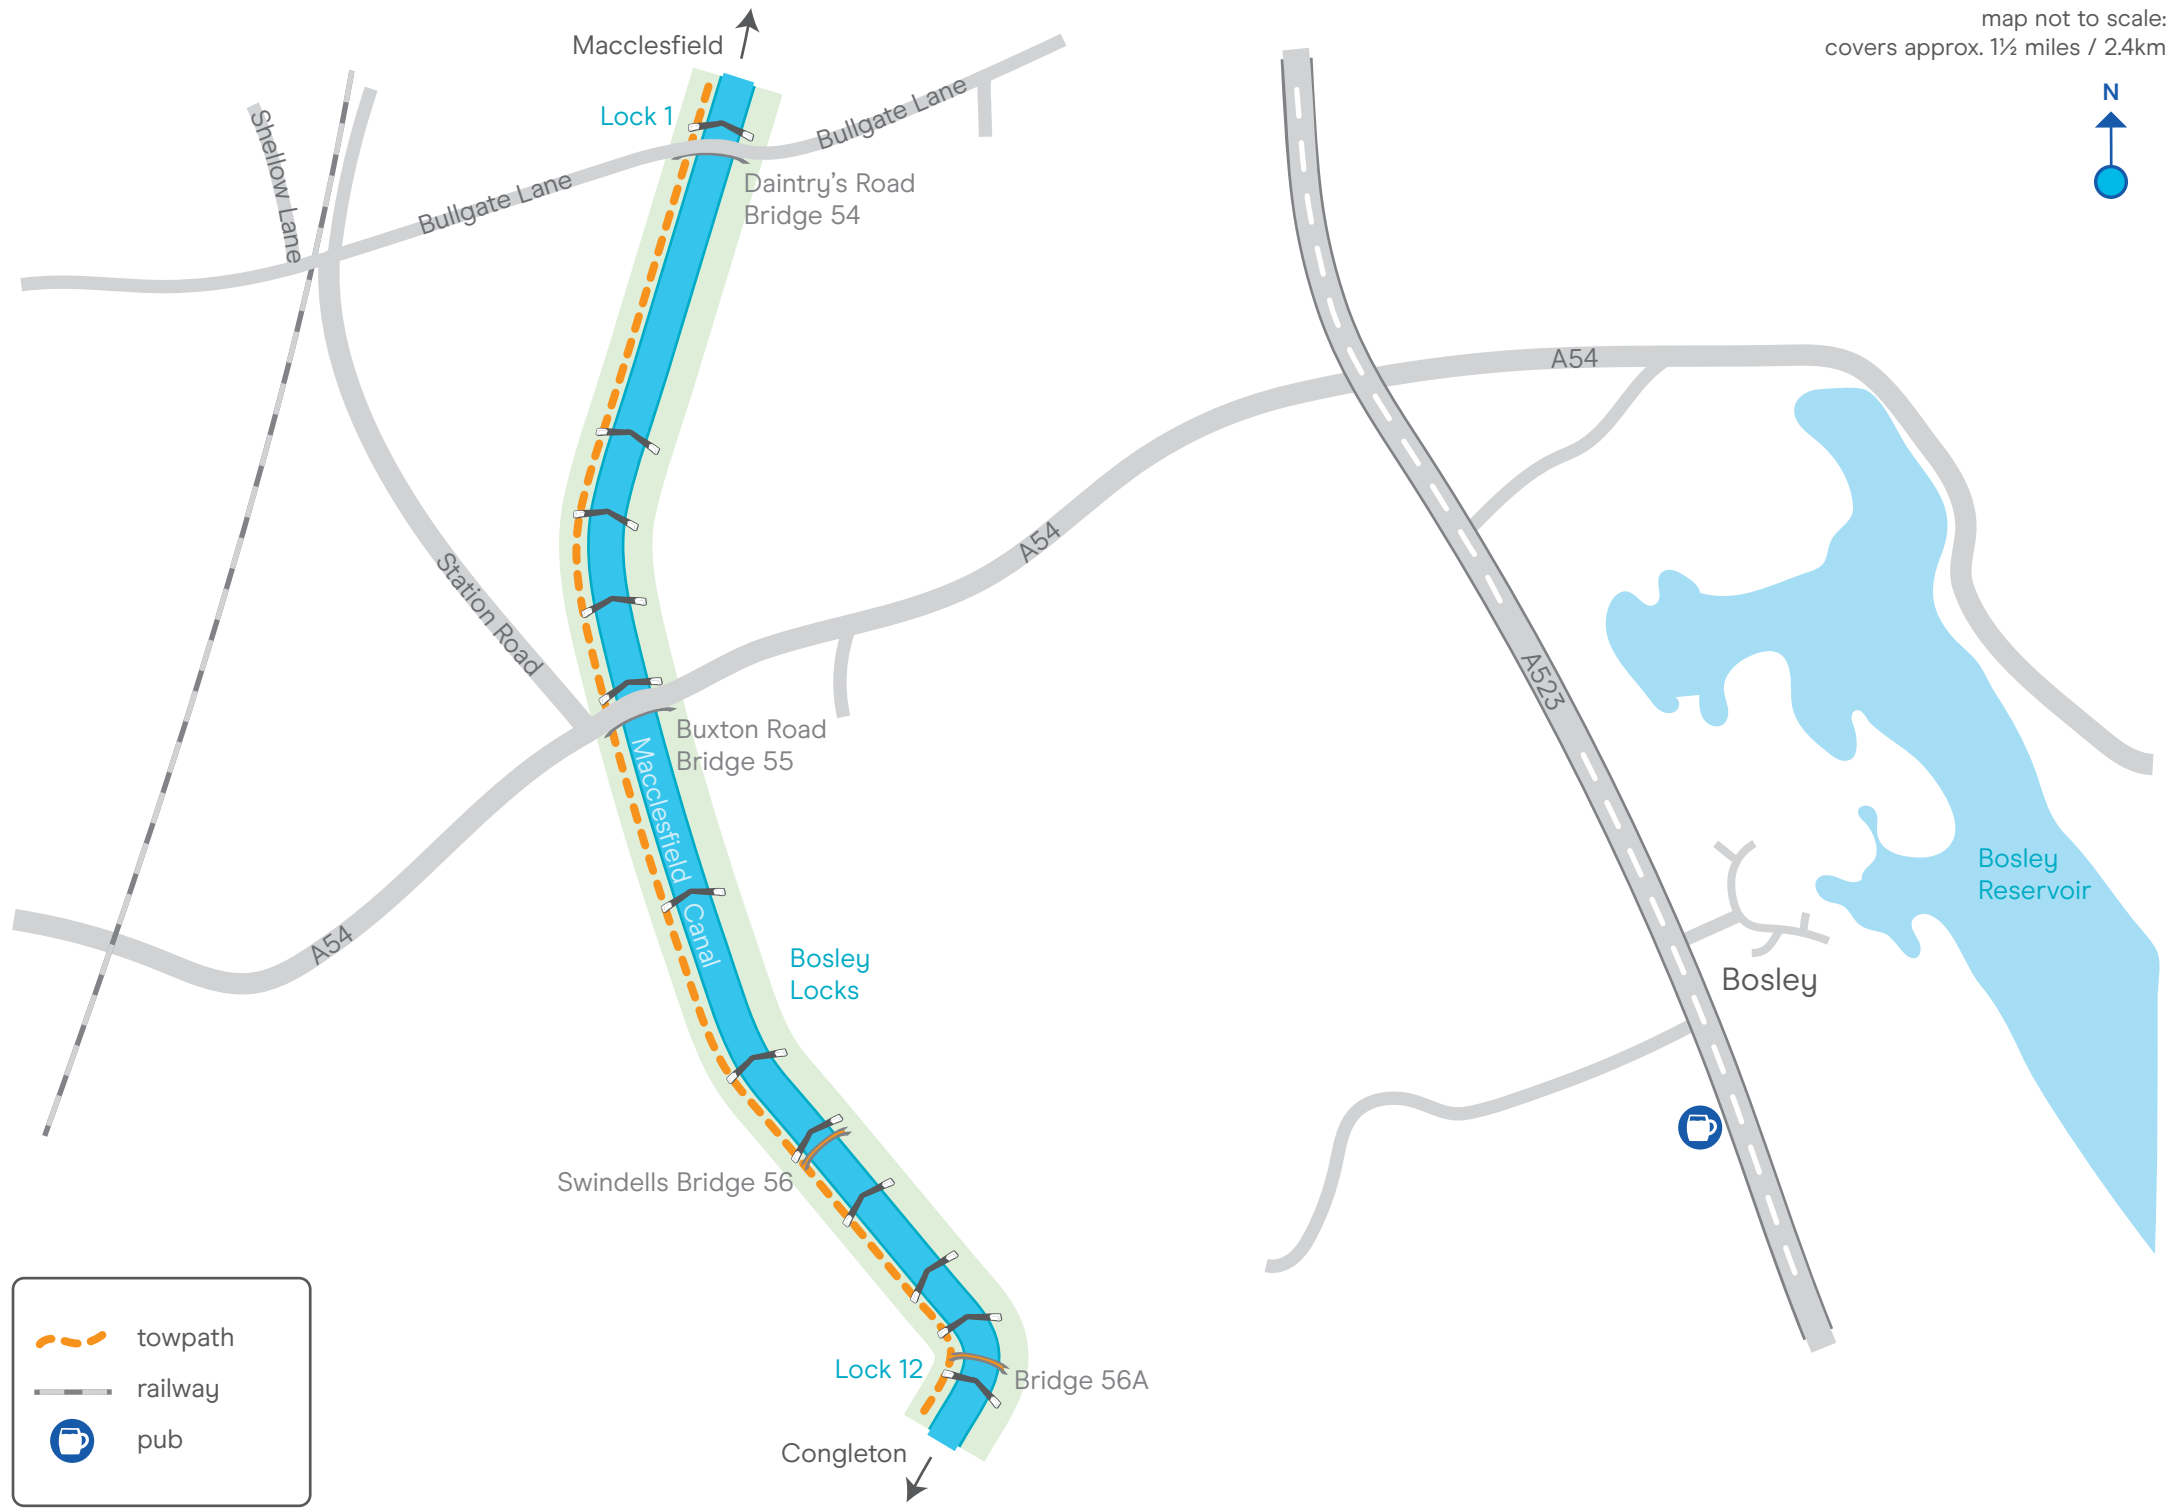 map not to scale:
covers approx. 1½ miles / 2.4km
N
Macclesfield
Lock 1
Bullgate Lane
Shellow Lane
Bullgate Lane
Daintry's Road
Bridge 54
A54
A54
Station Road
A523
Buxton Road
Bridge 55
Macclesfield Canal
Bosley
Reservoir
A54
Bosley
Locks
Bosley
Swindells Bridge 56
Lock 12
Bridge 56A
Congleton
towpath
railway
pub